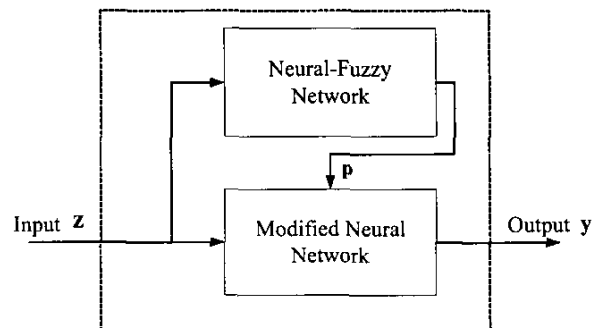 Neural-Fuzzy
Network
p
Input z
Modified Neural
Network
Output y